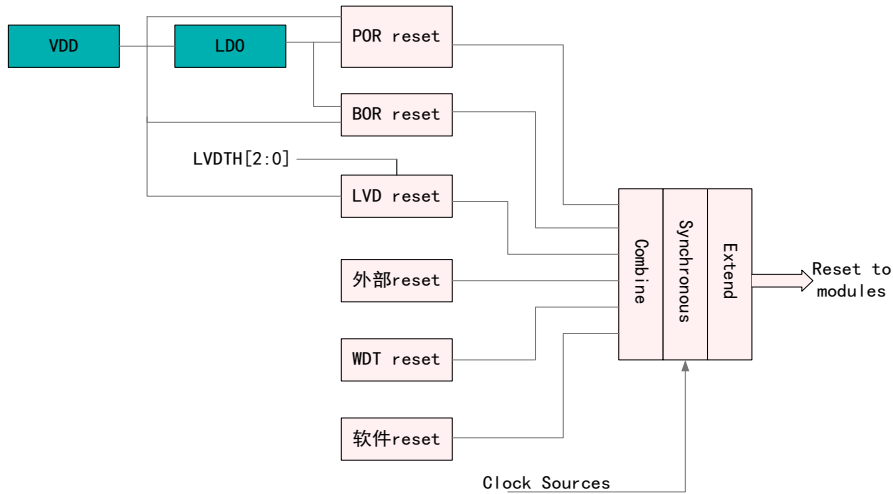 VDD
LDO
POR reset
BOR reset
LVDTH[2:0]
LVD reset
外部reset
WDT reset
软件reset
Combine
Synchronous
Extend
Reset to
modules
Clock Sources